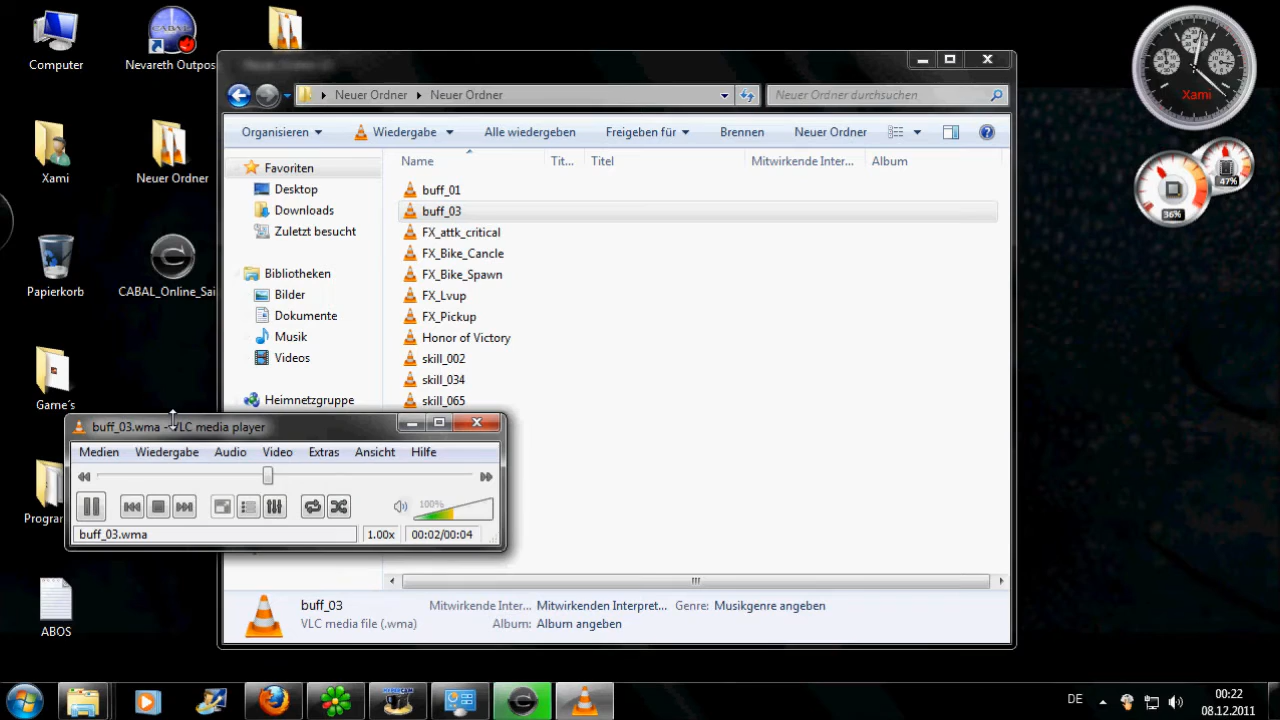 Computer
Nevareth Outpos
Xami
Neuer Ordner
Papierkorb
CABAL_Online_Sai
Game's
Program
ABOS
Neuer Ordner
Neuer Ordner
Neuer Ordner durchsuchen
Organisieren
Wiedergabe
Alle wiedergeben
Freigeben für
Brennen
Neuer Ordner
Name
Tit...
Titel
Mitwirkende Inter...
Album
Favoriten
Desktop
Downloads
Zuletzt besucht
Bibliotheken
Bilder
Dokumente
Musik
Videos
Heimnetzgruppe
buff_01
buff_03
FX_attk_critical
FX_Bike_Cancle
FX_Bike_Spawn
FX_Lvup
FX_Pickup
Honor of Victory
skill_002
skill_034
skill_065
buff_03.wma - VLC media player
Medien Wiedergabe Audio Video Extras Ansicht Hilfe
100%
buff_03.wma
1.00x
00:02/00:04
buff_03
Mitwirkende Inter... Mitwirkenden Interpret...
Genre: Musikgenre angeben
VLC media file (.wma)
Album: Album angeben
Xami
47%
36%
DE
00:22
08.12.2011